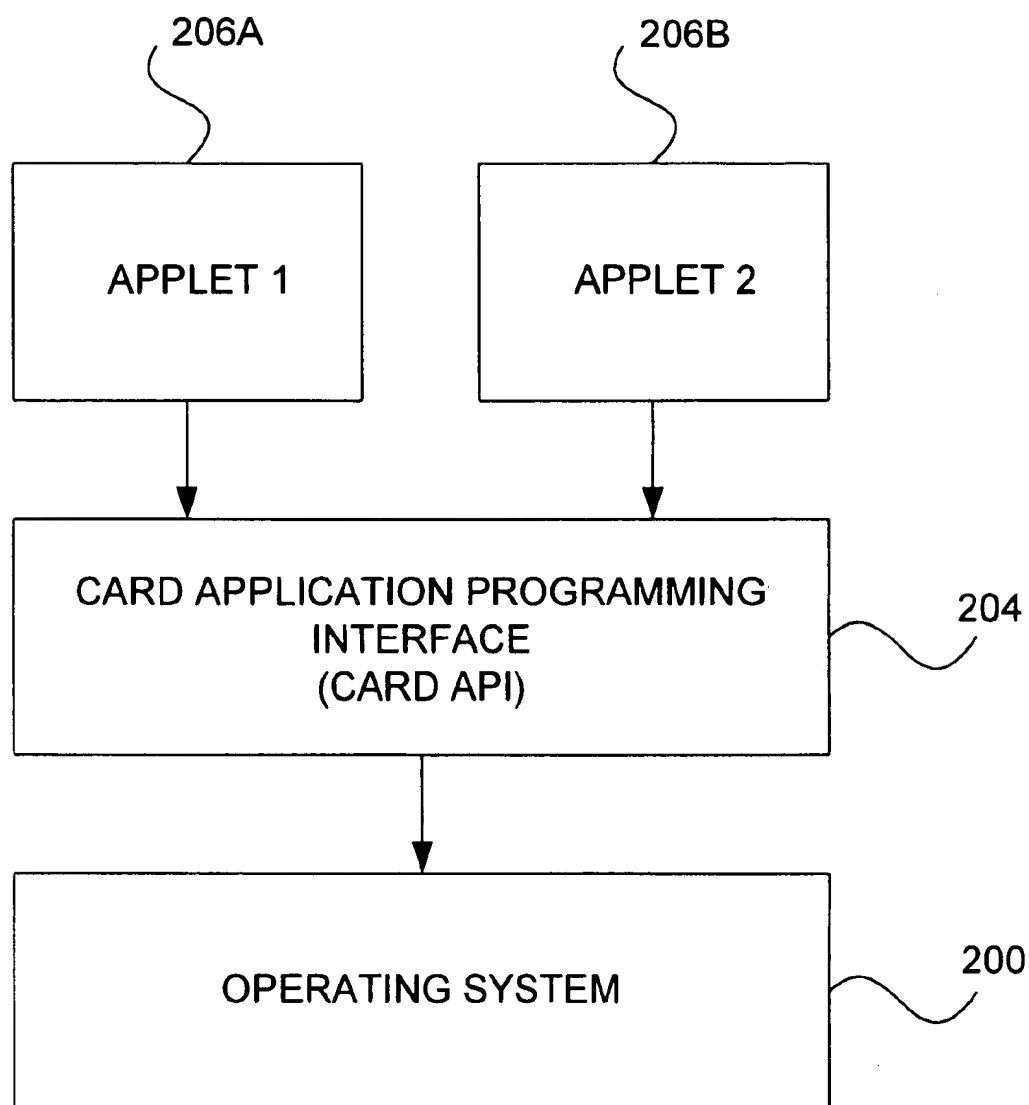 206A
206B
APPLET 1
APPLET 2
CARD APPLICATION PROGRAMMING
INTERFACE
(CARD API)
204
OPERATING SYSTEM
200